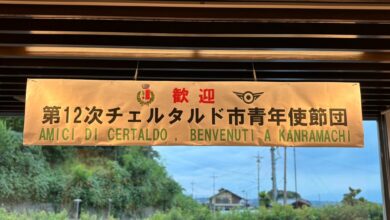 歓迎
第12次チェルタルド市青年使節団
AMICI DI CERTALDO , BENVENUTI A KANRAMACHI